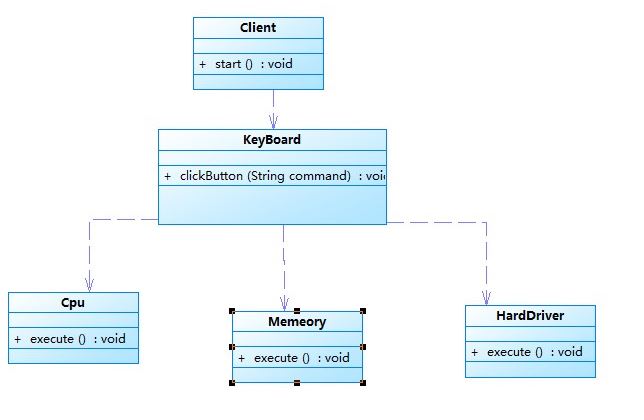 Client
+ start () : void
KeyBoard
+ clickButton (String command) : voi
Cpu
+ execute () : void
Memeory
+ execute () : void
HardDriver
+ execute () : void